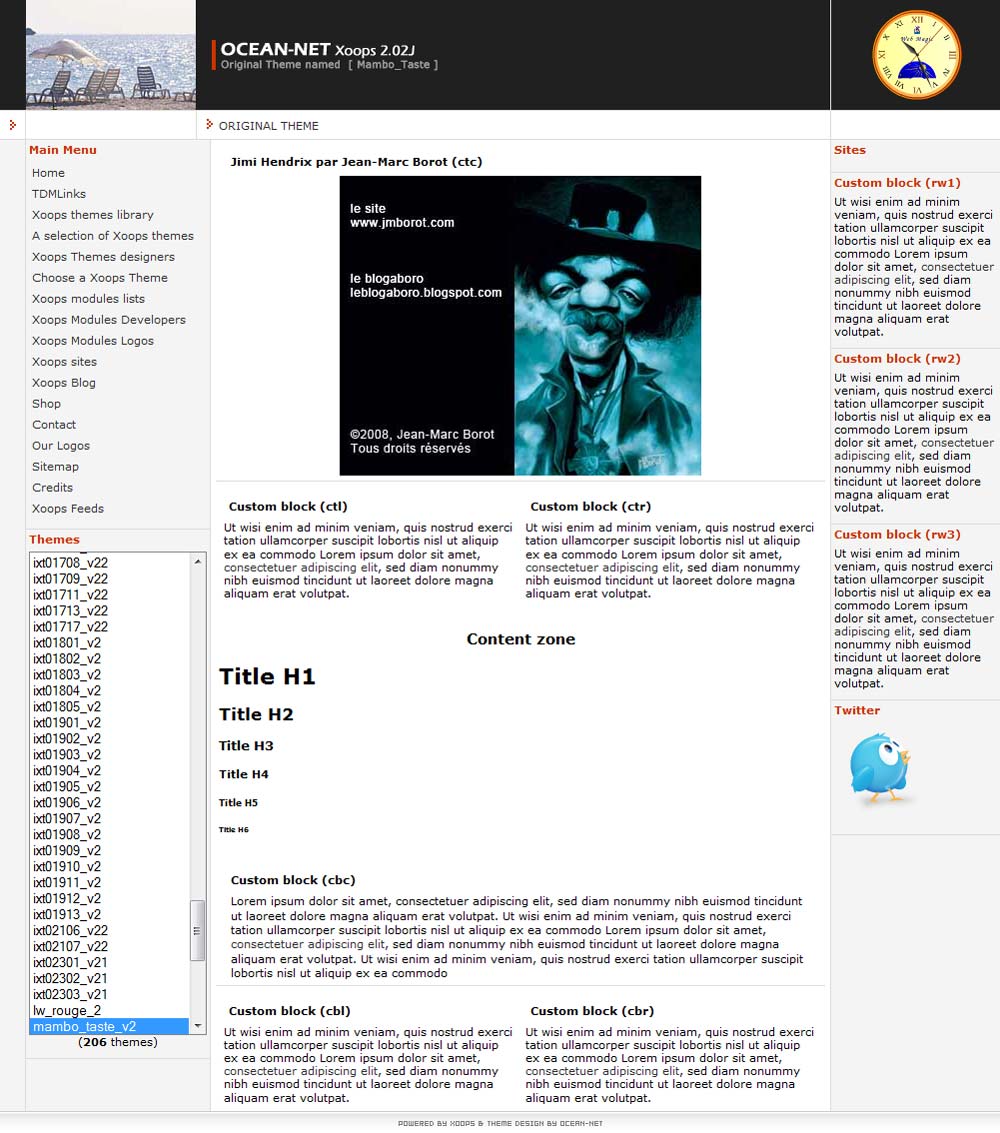 OCEAN-NET Xoops 2.02J
Original Theme named [ Mambo_Taste ]
XII
Web Magic
ORIGINAL THEME
Main Menu
Home
TDMLinks
Xoops themes library
A selection of Xoops themes
Xoops Themes designers
Choose a Xoops Theme
Xoops modules lists
Xoops Modules Developers
Xoops Modules Logos
Xoops sites
Xoops Blog
Shop
Contact
Our Logos
Sitemap
Credits
Xoops Feeds
Themes
ixt01708_v22
ixt01709_v22
ixt01711_v22
ixt01713_v22
ixt01717_v22
ixt01801_v2
ixt01802_v2
ixt01803_v2
ixt01804_v2
ixt01805_v2
ixt01901_v2
ixt01902_v2
ixt01903_v2
ixt01904_v2
ixt01905_v2
ixt01906_v2
ixt01907_v2
ixt01908_v2
ixt01909_v2
ixt01910_v2
ixt01911_v2
ixt01912_v2
ixt01913_v2
ixt02106_v22
ixt02107_v22
ixt02301_v21
ixt02302_v21
ixt02303_v21
lw_rouge_2
mambo_taste_v2
(206 themes)
Jimi Hendrix par Jean-Marc Borot (ctc)
le site
www.jmborot.com
le blogaboro
leblogaboro.blogspot.com
©2008, Jean-Marc Borot
Tous droits réservés
Custom block (ctl)
Ut wisi enim ad minim veniam, quis nostrud exerci
tation ullamcorper suscipit lobortis nisl ut aliquip
ex ea commodo Lorem ipsum dolor sit amet,
consectetuer adipiscing elit, sed diam nonummy
nibh euismod tincidunt ut laoreet dolore magna
aliquam erat volutpat.
Custom block (ctr)
Ut wisi enim ad minim veniam, quis nostrud exerci
tation ullamcorper suscipit lobortis nisl ut aliquip
ex ea commodo Lorem ipsum dolor sit amet,
consectetuer adipiscing elit, sed diam nonummy
nibh euismod tincidunt ut laoreet dolore magna
aliquam erat volutpat.
Content zone
Title H1
Title H2
Title H3
Title H4
Title H5
Title H6
Custom block (cbc)
Lorem ipsum dolor sit amet, consectetuer adipiscing elit, sed diam nonummy nibh euismod tincidunt
ut laoreet dolore magna aliquam erat volutpat. Ut wisi enim ad minim veniam, quis nostrud exerci
tation ullamcorper suscipit lobortis nisl ut aliquip ex ea commodo Lorem ipsum dolor sit amet,
consectetuer adipiscing elit, sed diam nonummy nibh euismod tincidunt ut laoreet dolore magna
aliquam erat volutpat. Ut wisi enim ad minim veniam, quis nostrud exerci tation ullamcorper suscipit
lobortis nisl ut aliquip ex ea commodo
Custom block (cbl)
Ut wisi enim ad minim veniam, quis nostrud exerci
tation ullamcorper suscipit lobortis nisl ut aliquip
ex ea commodo Lorem ipsum dolor sit amet,
consectetuer adipiscing elit, sed diam nonummy
nibh euismod tincidunt ut laoreet dolore magna
aliquam erat volutpat.
Custom block (cbr)
Ut wisi enim ad minim veniam, quis nostrud exerci
tation ullamcorper suscipit lobortis nisl ut aliquip
ex ea commodo Lorem ipsum dolor sit amet,
consectetuer adipiscing elit, sed diam nonummy
nibh euismod tincidunt ut laoreet dolore magna
aliquam erat volutpat.
Sites
Custom block (rw1)
Ut wisi enim ad minim
veniam, quis nostrud exerci
tation ullamcorper suscipit
lobortis nisl ut aliquip ex ea
commodo Lorem ipsum
dolor sit amet, consectetuer
adipiscing elit, sed diam
nonummy nibh euismod
tincidunt ut laoreet dolore
magna aliquam erat
volutpat.
Custom block (rw2)
Ut wisi enim ad minim
veniam, quis nostrud exerci
tation ullamcorper suscipit
lobortis nisl ut aliquip ex ea
commodo Lorem ipsum
dolor sit amet, consectetuer
adipiscing elit, sed diam
nonummy nibh euismod
tincidunt ut laoreet dolore
magna aliquam erat
volutpat.
Custom block (rw3)
Ut wisi enim ad minim
veniam, quis nostrud exerci
tation ullamcorper suscipit
lobortis nisl ut aliquip ex ea
commodo Lorem ipsum
dolor sit amet, consectetuer
adipiscing elit, sed diam
nonummy nibh euismod
tincidunt ut laoreet dolore
magna aliquam erat
volutpat.
Twitter
POWERED BY XOOPS & THEME DESIGN BY OCEAN-NET